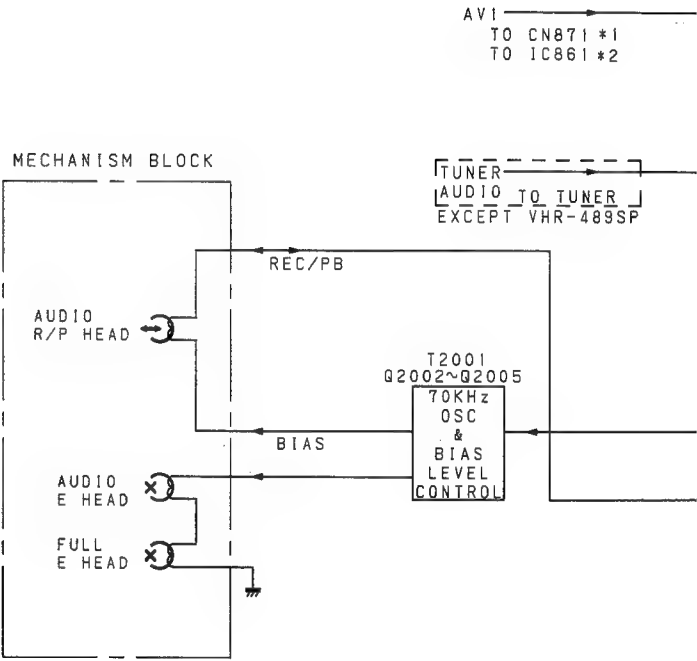 AV1
TO CN871 *1
TO IC861 *2
MECHANISM BLOCK
TUNER
AUDIO TO TUNER
EXCEPT VHR-489SP
REC/PB
AUDIO
R/P HEAD
T2001
Q2002~Q2005
70KHz
OSC
&
BIAS
LEVEL
CONTROL
BIAS
AUDIO
E HEAD
FULL
E HEAD